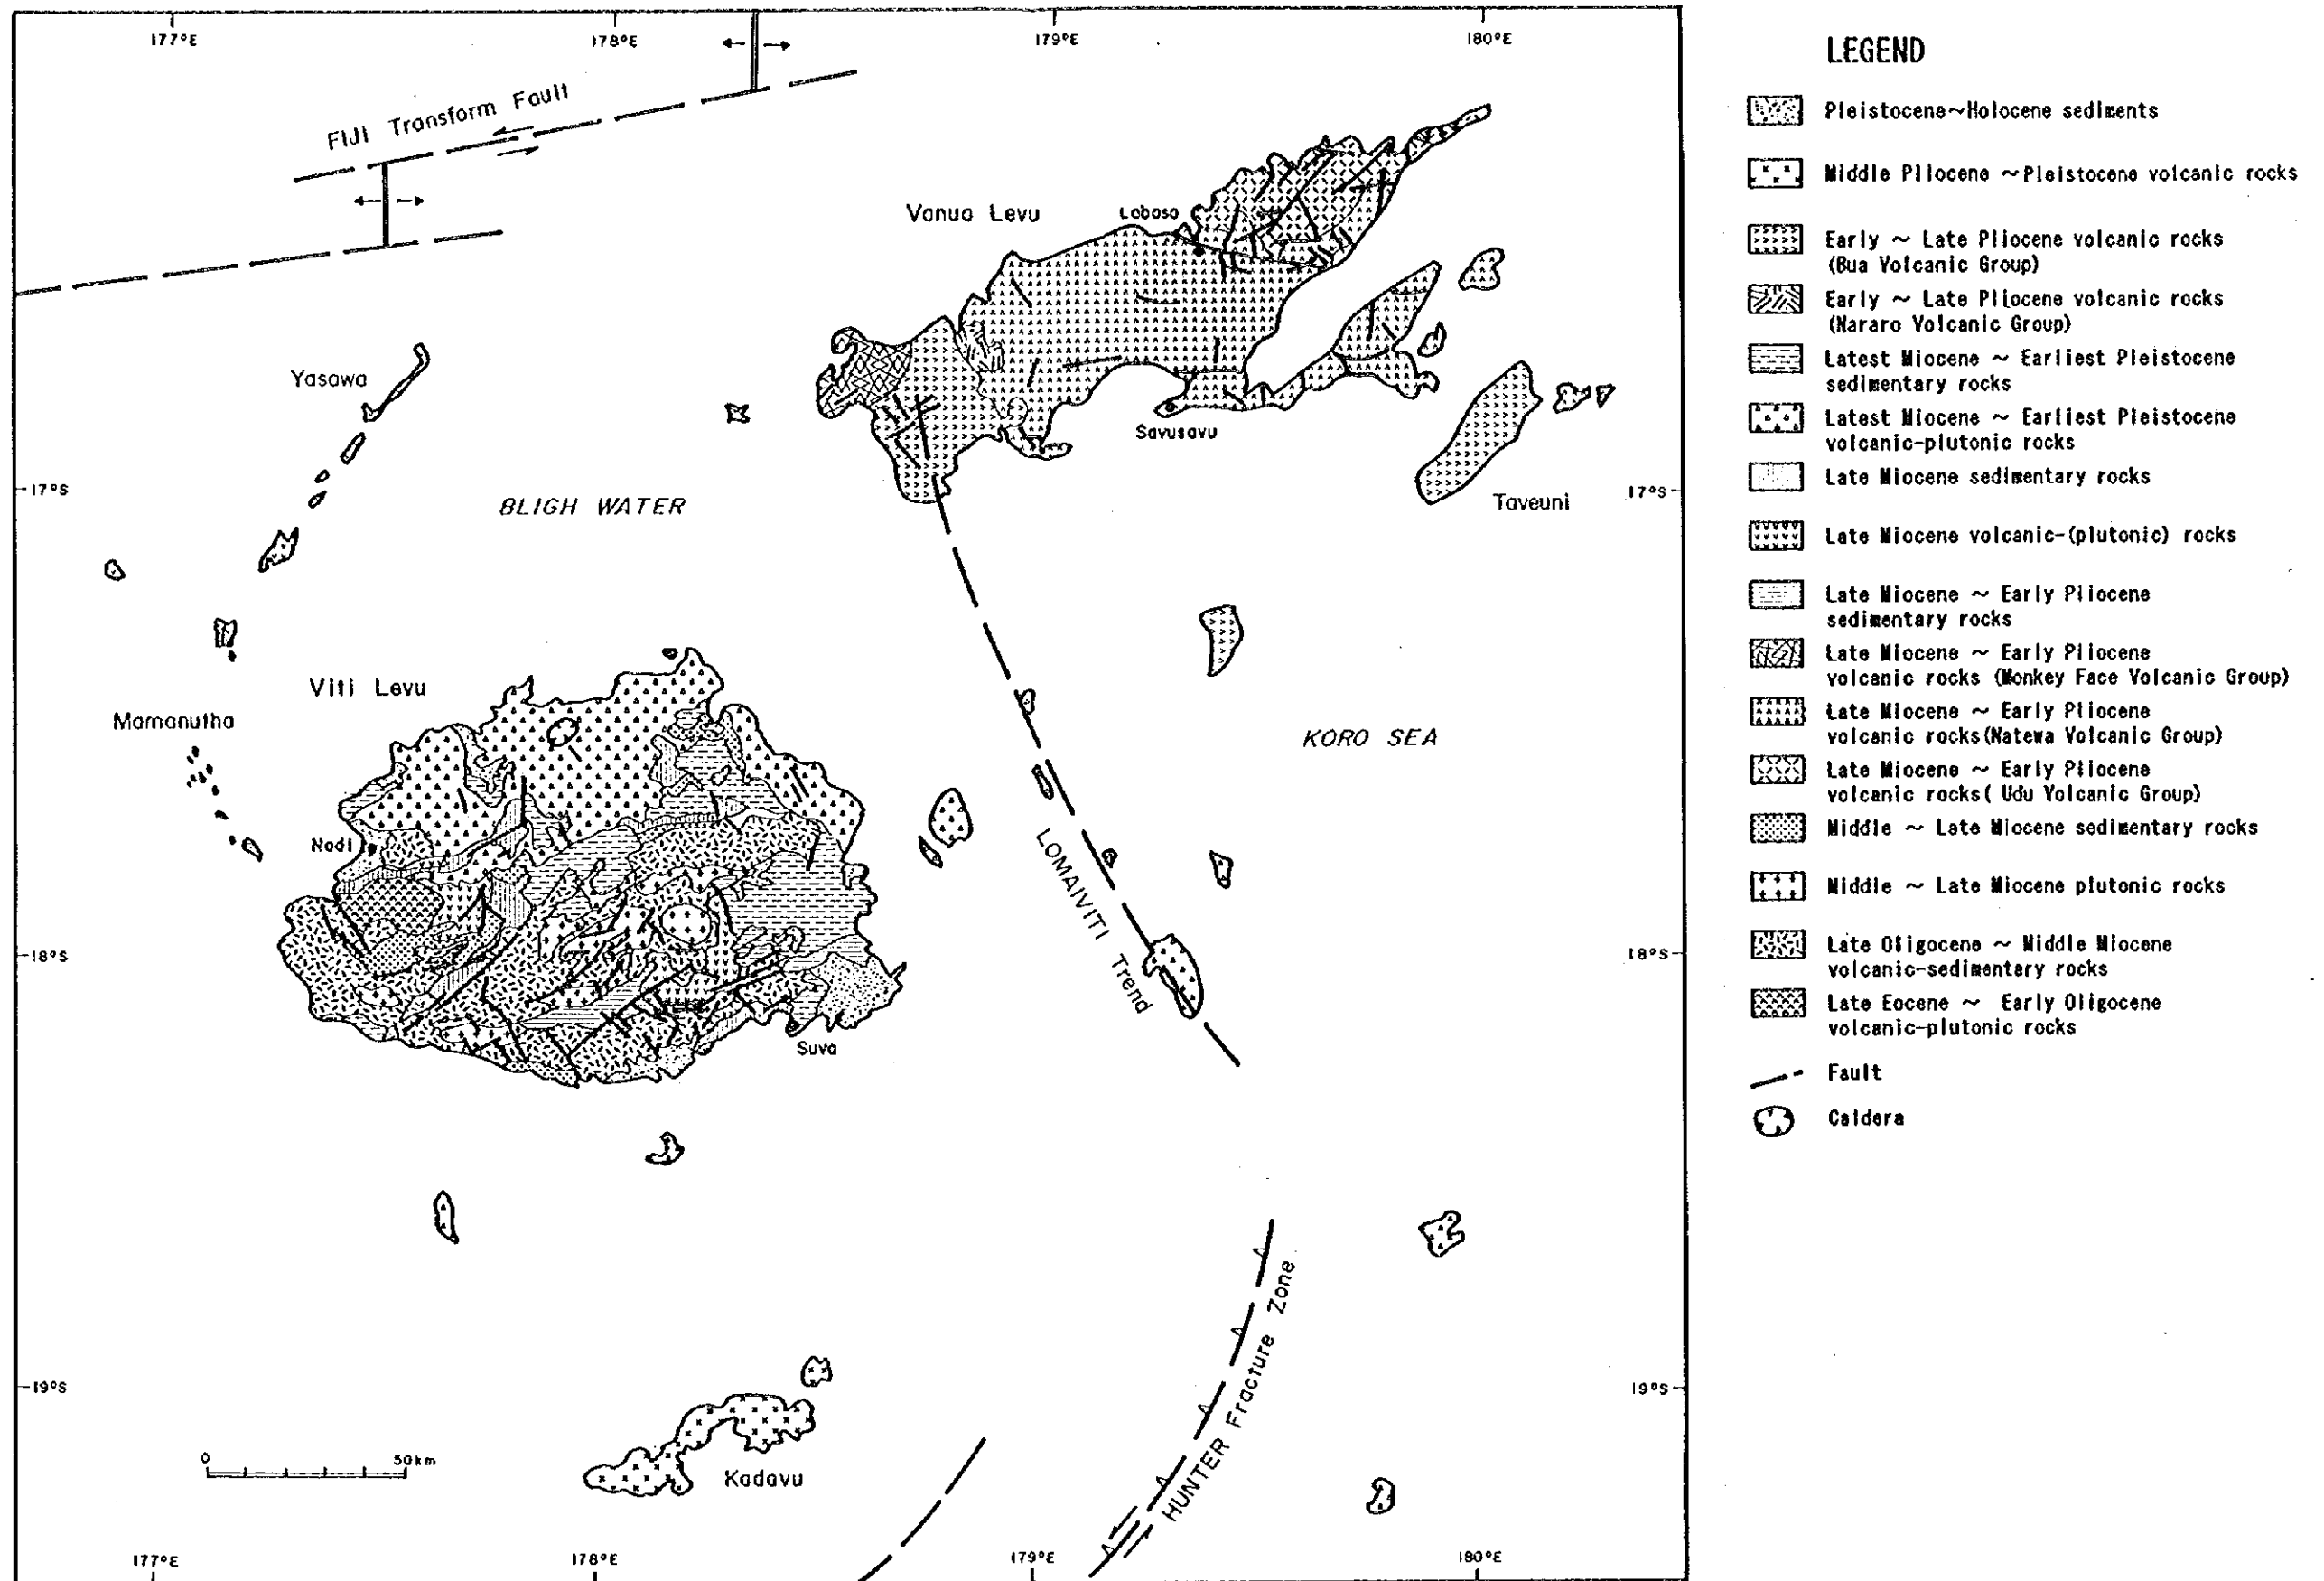 177°E
178°E
179°E
180°E
FIJI Transform Fault
Vanua Levu
Labasa
Yasawa
Savusavu
17°S
BLIGH WATER
Taveuni
17°S
Viti Levu
Mamanutha
KORO SEA
Nadi
LOMAIVITI Trend
18°S
18°S
Suva
HUNTER Fracture Zone
19°S
19°S
0 50km
Kadavu
177°E
178°E
179°E
180°E
LEGEND
Pleistocene~Holocene sediments
Middle Pliocene ~Pleistocene volcanic rocks
Early ~ Late Pliocene volcanic rocks
(Bua Volcanic Group)
Early ~ Late Pliocene volcanic rocks
(Nararo Volcanic Group)
Latest Miocene ~ Earliest Pleistocene
sedimentary rocks
Latest Miocene ~ Earliest Pleistocene
volcanic-plutonic rocks
Late Miocene sedimentary rocks
Late Miocene volcanic-(plutonic) rocks
Late Miocene ~ Early Pliocene
sedimentary rocks
Late Miocene ~ Early Pliocene
volcanic rocks (Monkey Face Volcanic Group)
Late Miocene ~ Early Pliocene
volcanic rocks(Natewa Volcanic Group)
Late Miocene ~ Early Pliocene
volcanic rocks( Udu Volcanic Group)
Middle ~ Late Miocene sedimentary rocks
Middle ~ Late Miocene plutonic rocks
Late Oligocene ~ Middle Miocene
volcanic-sedimentary rocks
Late Eocene ~ Early Oligocene
volcanic-plutonic rocks
Fault
Caldera